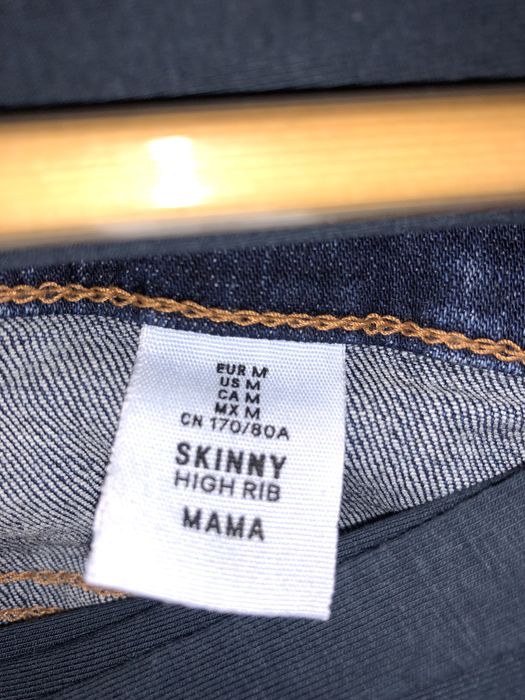 EUR M
US M
CA M
MX M
CN 170/80A
SKINNY
HIGH RIB
MAMA